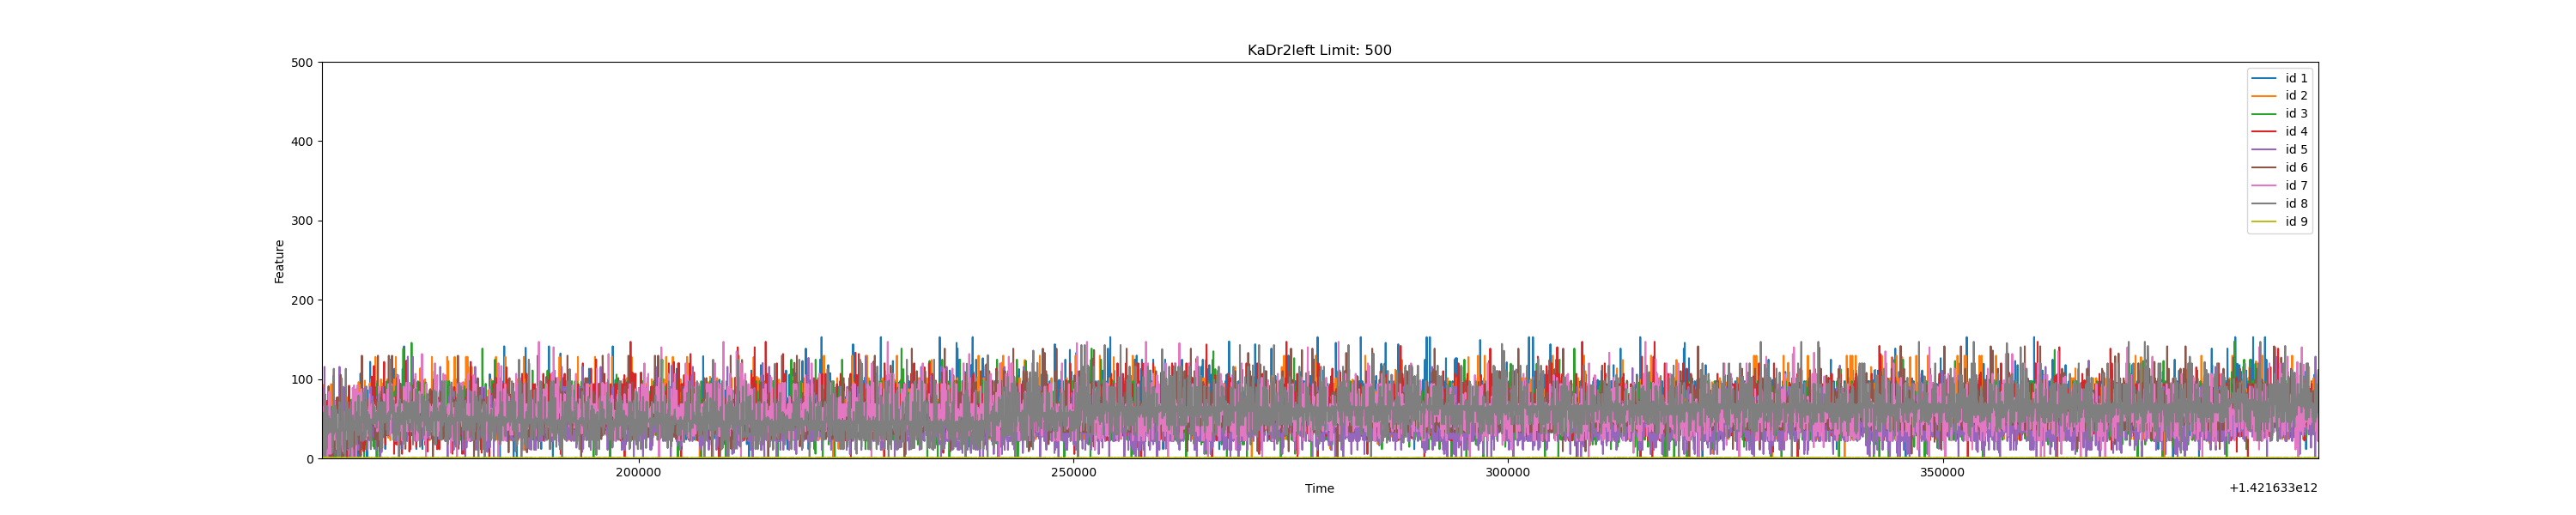 KaDr2left Limit: 500
500
400
300
200
100
0
Feature
200000
250000
300000
350000
Time
+1.421633e12
id 1
id 2
id 3
id 4
id 5
id 6
id 7
id 8
id 9